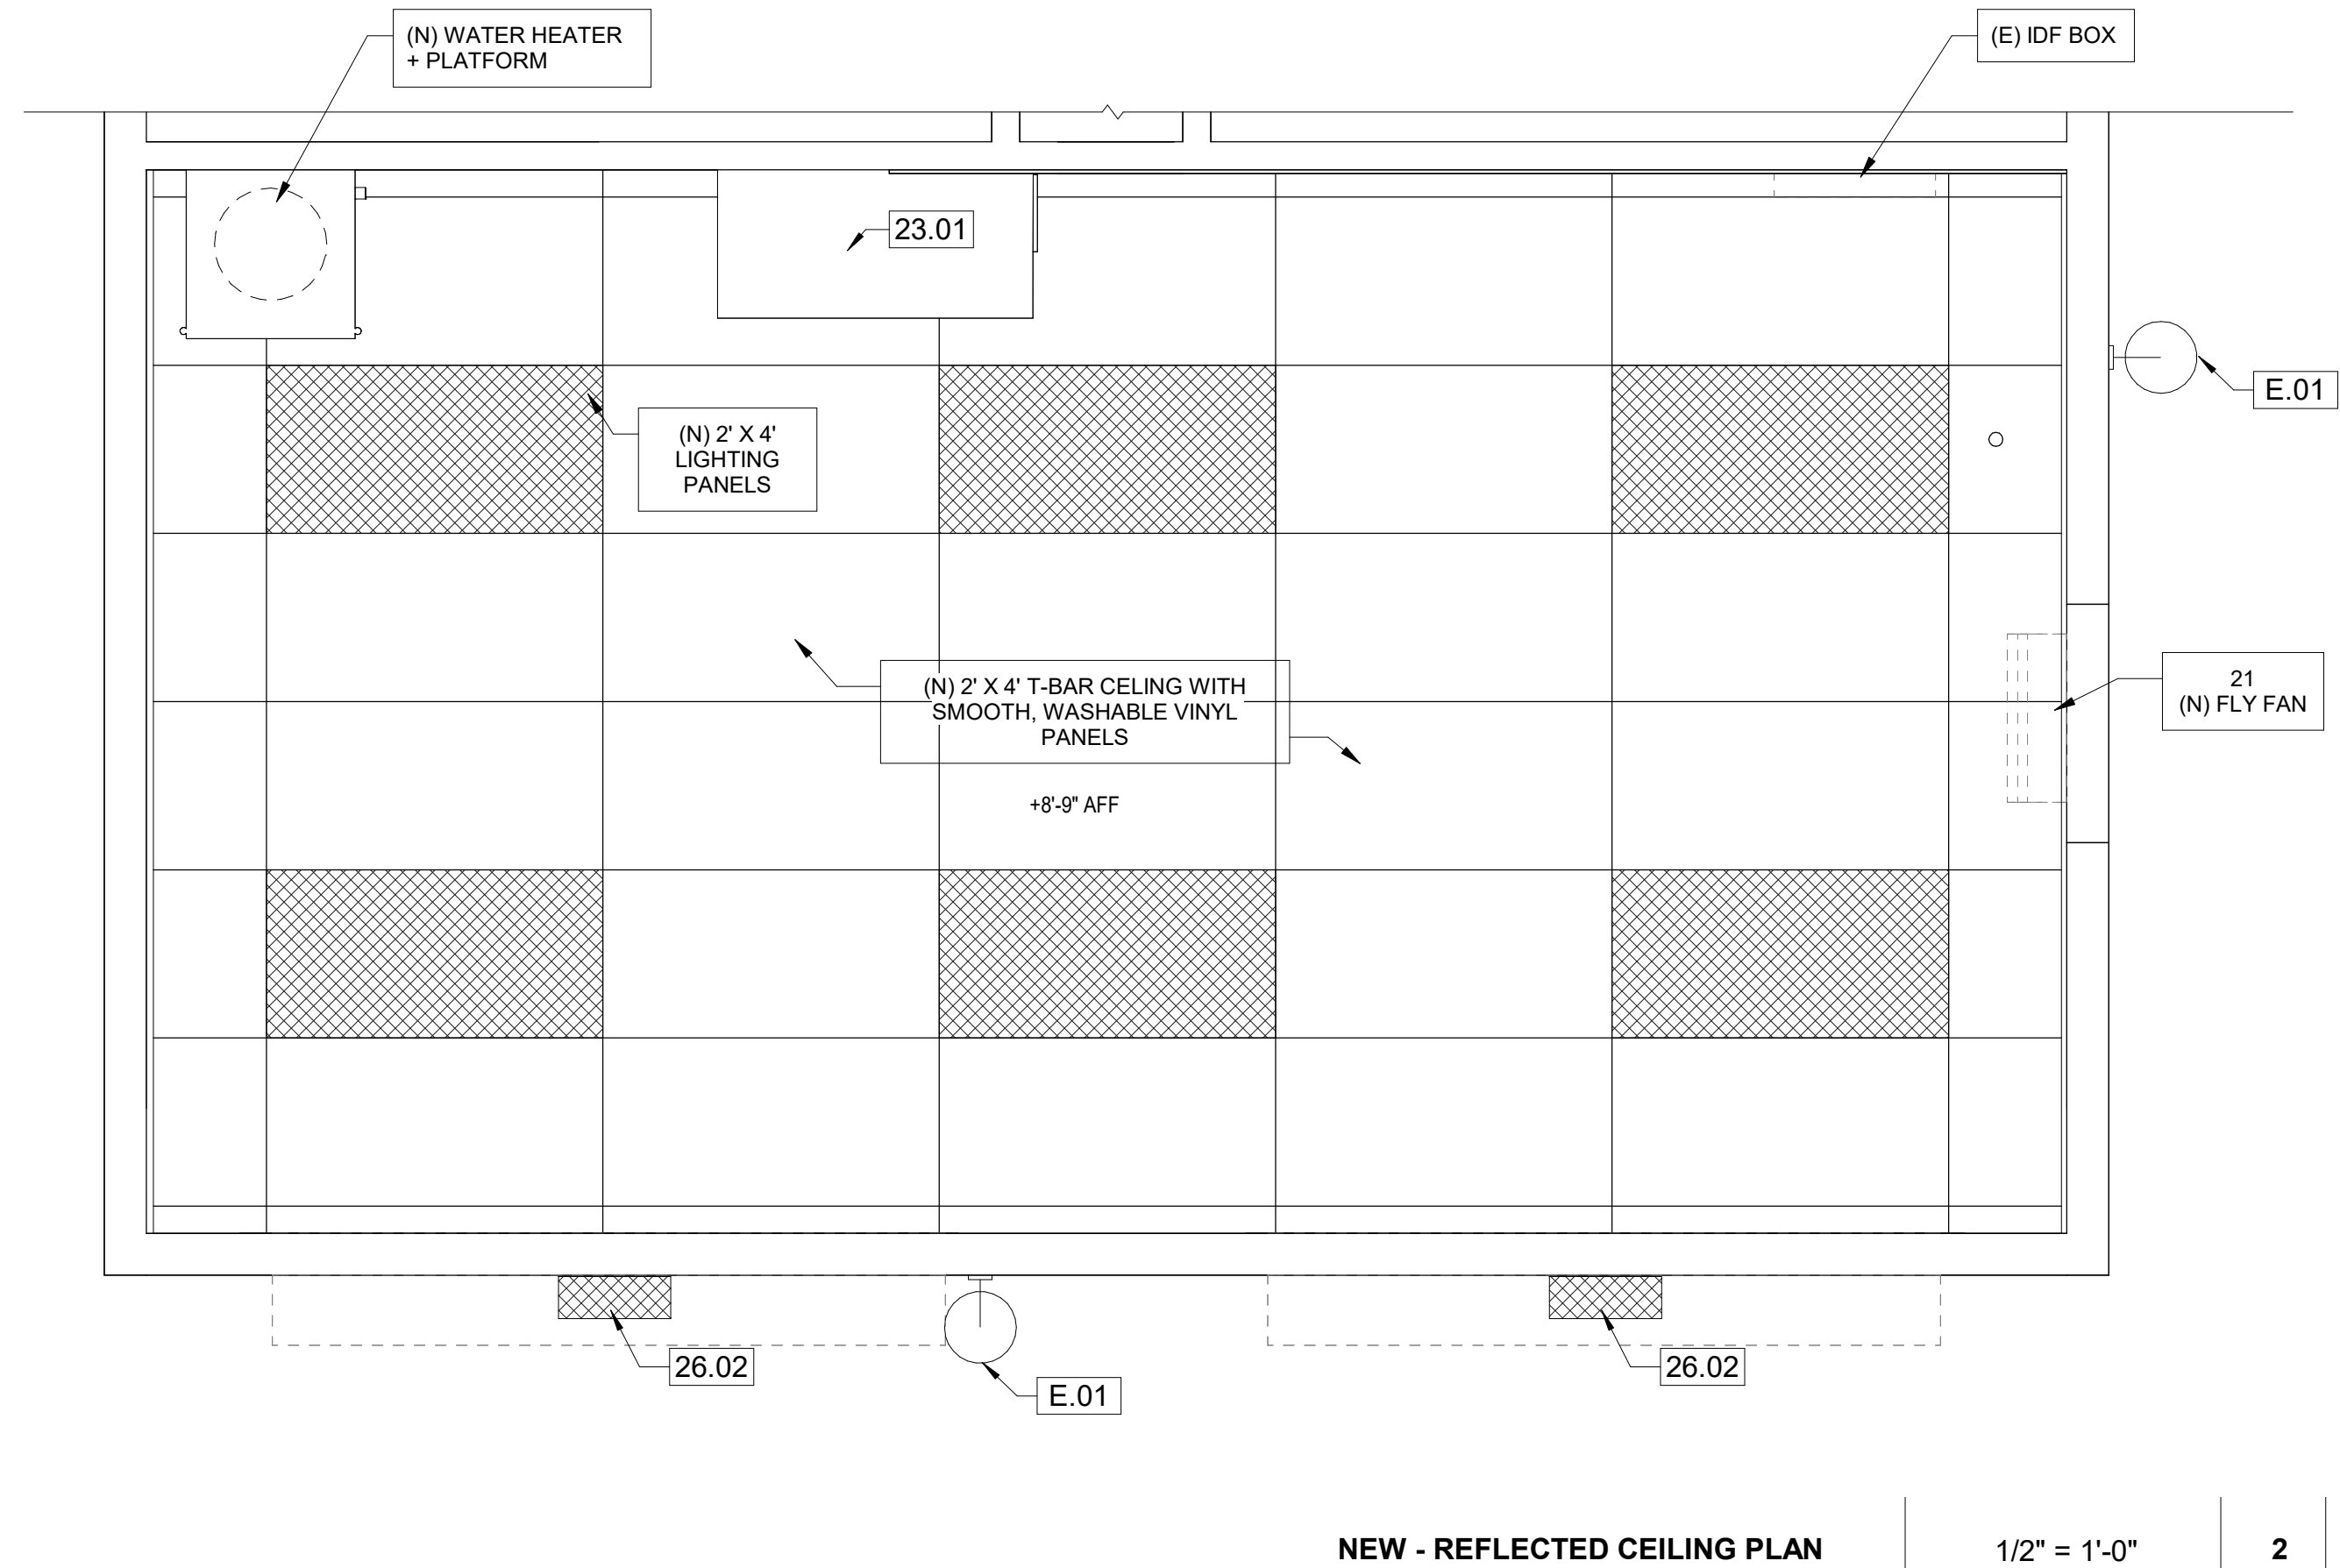 (N) WATER HEATER
+ PLATFORM
(E) IDF BOX
23.01
E.01
(N) 2' X 4'
LIGHTING
PANELS
(N) 2' X 4' T-BAR CELING WITH
SMOOTH, WASHABLE VINYL
PANELS
21
(N) FLY FAN
+8'-9" AFF
26.02
26.02
E.01
NEW - REFLECTED CEILING PLAN
1/2" = 1'-0"
2